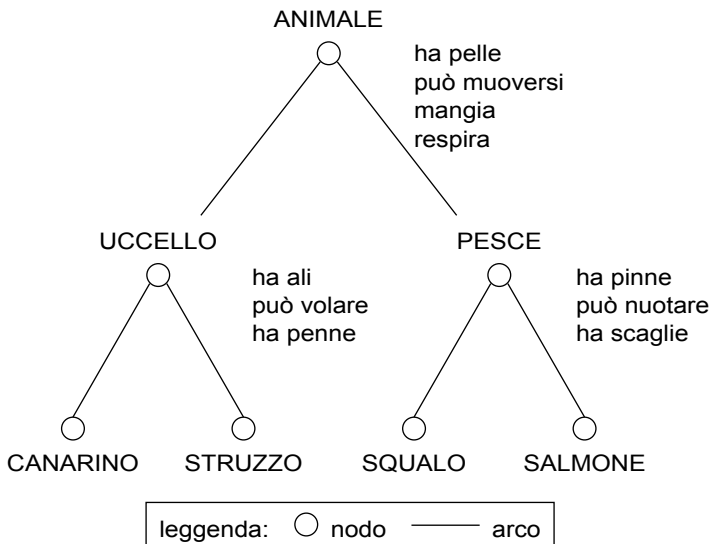 ANIMALE
ha pelle
può muoversi
mangia
respira
UCCELLO
PESCE
ha ali
può volare
ha penne
ha pinne
può nuotare
ha scaglie
CANARINO
STRUZZO
SQUALO
SALMONE
leggenda: nodo arco